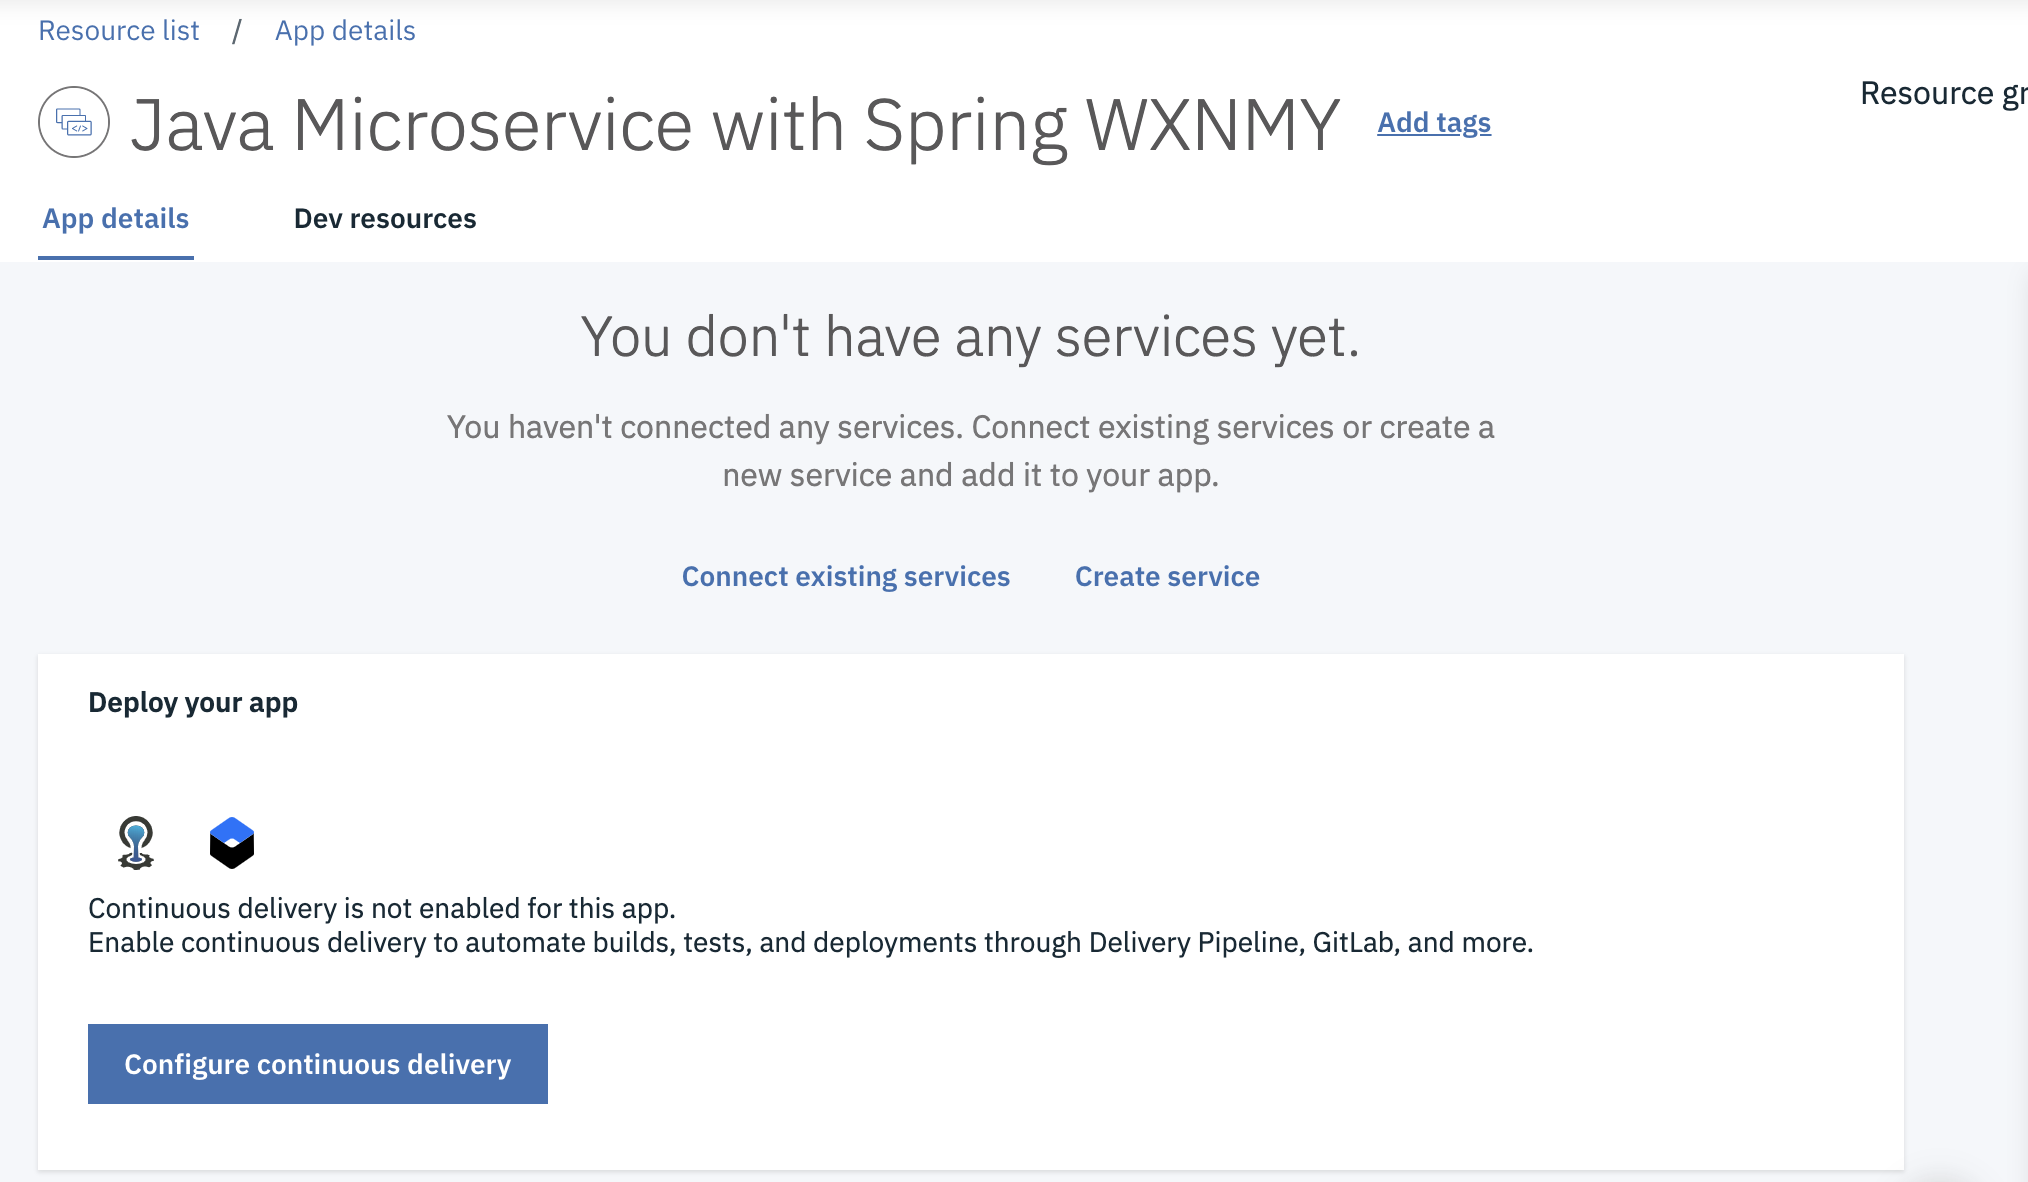 Resource list / App details
Java Microservice with Spring WXNMY Add tags
Resource gr
App details Dev resources
You don't have any services yet.
You haven't connected any services. Connect existing services or create a
new service and add it to your app.
Connect existing services Create service
Deploy your app
Continuous delivery is not enabled for this app.
Enable continuous delivery to automate builds, tests, and deployments through Delivery Pipeline, GitLab, and more.
Configure continuous delivery